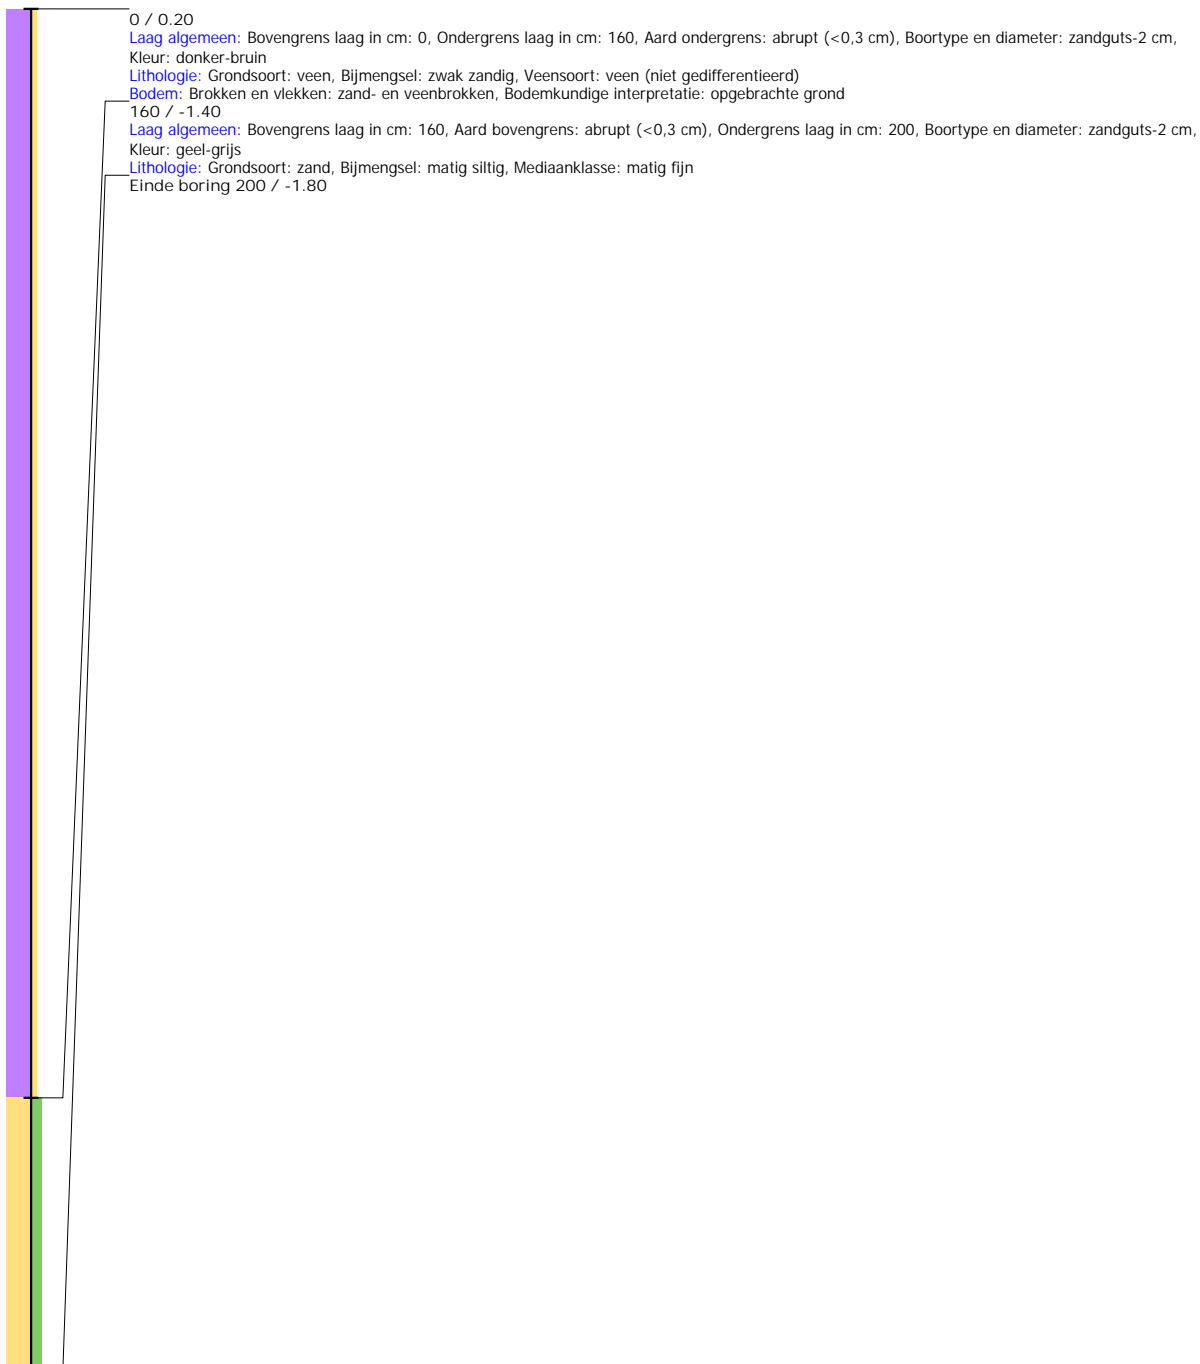 0 / 0.20
Laag algemeen: Bovengrens laag in cm: 0, Ondergrens laag in cm: 160, Aard ondergrens: abrupt (<0,3 cm), Boortype en diameter: zandguts-2 cm,
Kleur: donker-bruin
Lithologie: Grondsoort: veen, Bijmengsel: zwak zandig, Veensoort: veen (niet gedifferentieerd)
Bodem: Brokken en vlekken: zand- en veenbrokken, Bodemkundige interpretatie: opgebrachte grond
160 / -1.40
Laag algemeen: Bovengrens laag in cm: 160, Aard bovengrens: abrupt (<0,3 cm), Ondergrens laag in cm: 200, Boortype en diameter: zandguts-2 cm,
Kleur: geel-grijs
Lithologie: Grondsoort: zand, Bijmengsel: matig siltig, Mediaanklasse: matig fijn
Einde boring 200 / -1.80